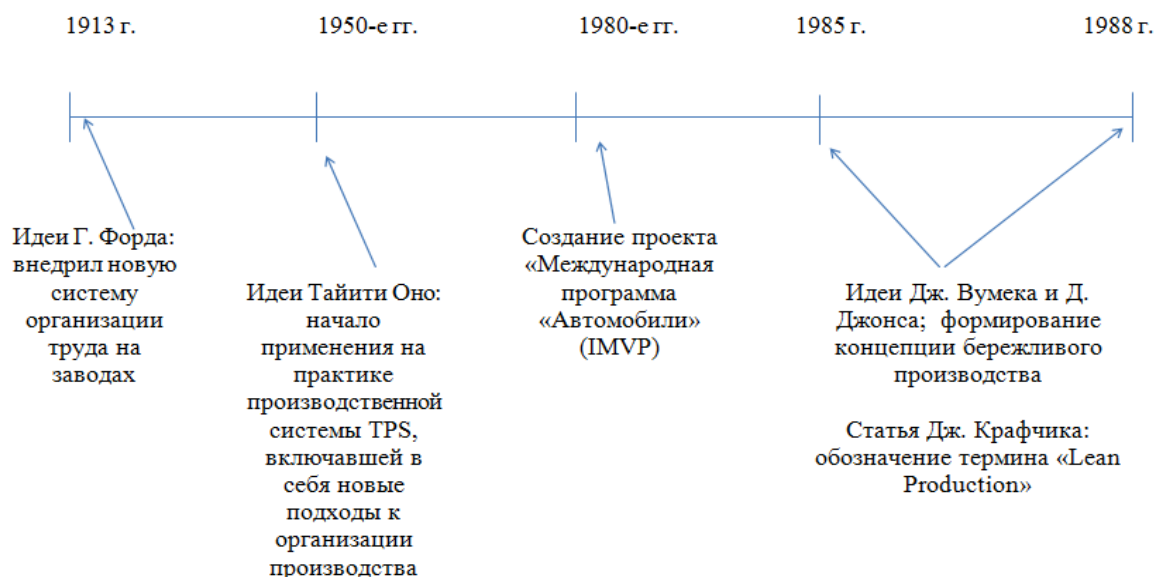 1913 г.
1950-е гг.
1980-е гг.
1985 г.
1988 г.
Идеи Г. Форда:
внедрил новую
систему
организации
труда на
заводах
Идеи Тайити Оно:
начало
применения на
практике
производственной
системы TPS,
включавшей в
себя новые
подходы к
организации
производства
Создание проекта
«Международная
программа
«Автомобили»
(IMVP)
Идеи Дж. Вумека и Д.
Джонса; формирование
концепции бережливого
производства
Статья Дж. Крафчика:
обозначение термина «Lean
Production»